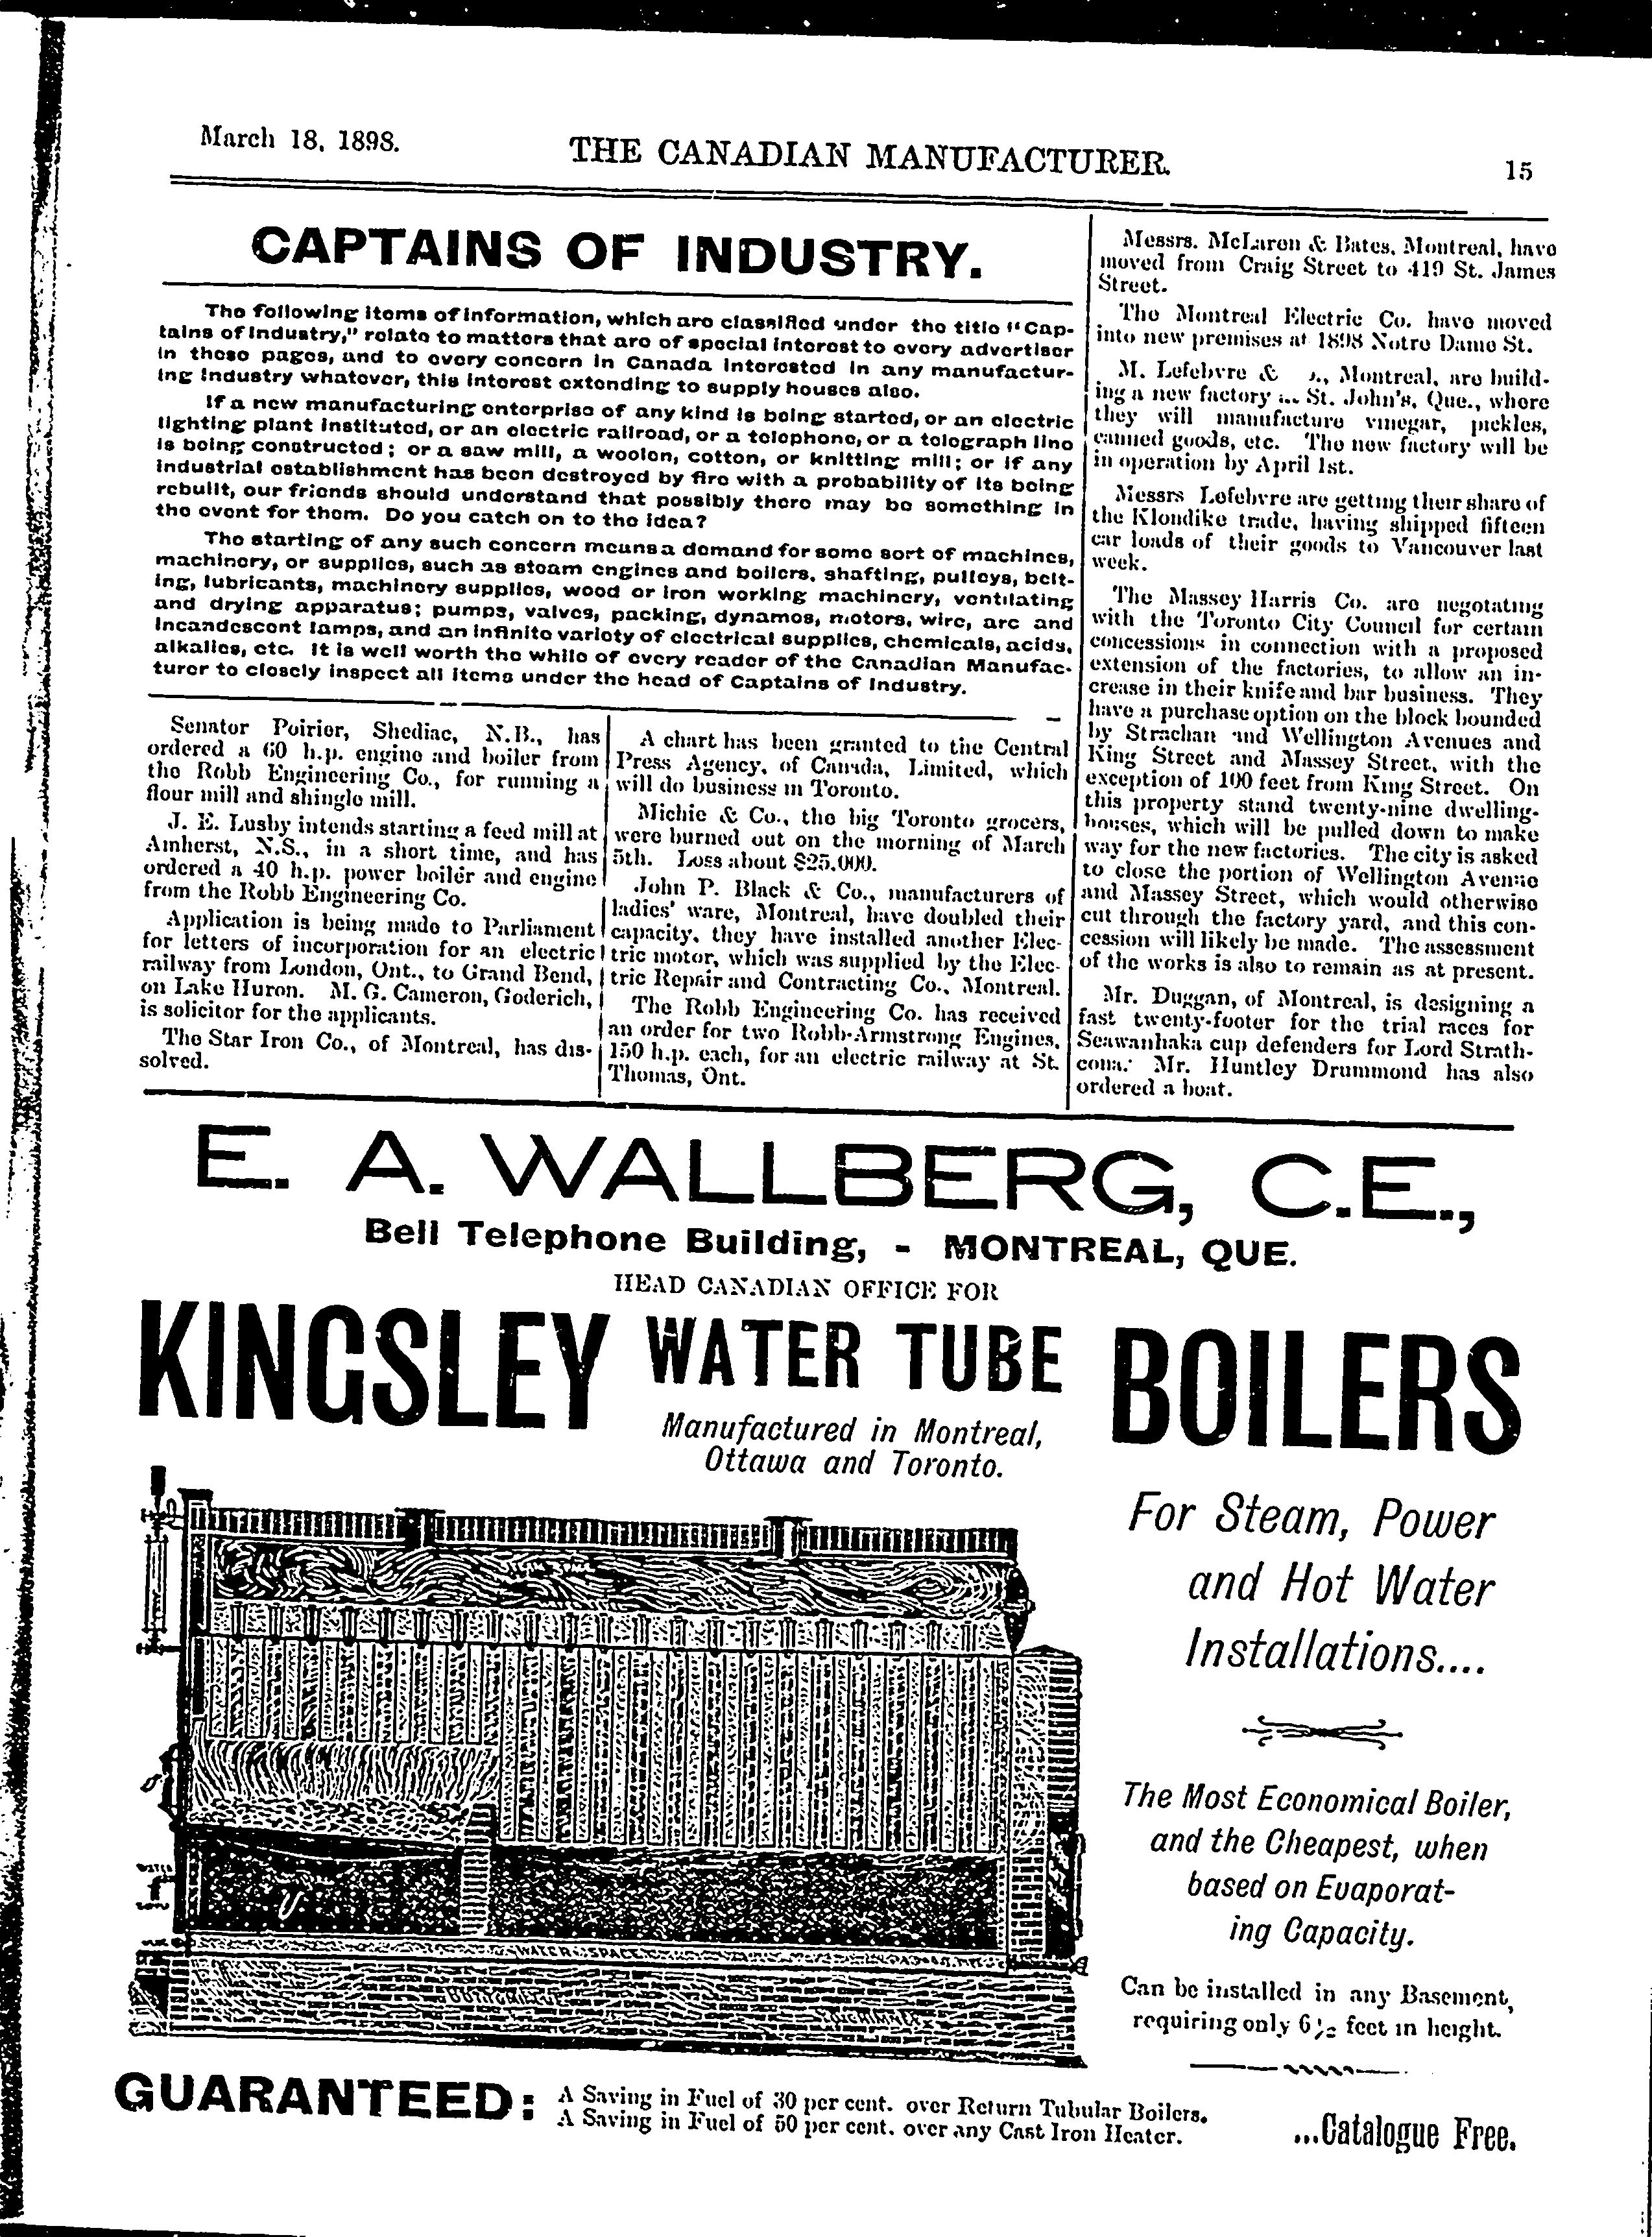 March 18, 1898.
THE CANADIAN MANUFACTURER.
15
CAPTAINS OF INDUSTRY.
The following items of information, which are classified under the title "Cap-
tains of Industry," relate to matters that are of special interest to every advertiser
in these pages, and to every concern in Canada interested in any manufactur-
ing industry whatever, this interest extending to supply houses also.
If a new manufacturing enterprise of any kind is being started, or an electric
lighting plant instituted, or an electric railroad, or a telephone, or a telegraph line
is being constructed; or a saw mill, a woolen, cotton, or knitting mill; or if any
industrial establishment has been destroyed by fire with a probability of its being
rebuilt, our friends should understand that possibly there may be something in
the event for them. Do you catch on to the idea?
The starting of any such concern means a demand for some sort of machines,
machinery, or supplies, such as steam engines and boilers, shafting, pulleys, belt-
ing, lubricants, machinery supplies, wood or iron working machinery, ventilating
and drying apparatus; pumps, valves, packing, dynamos, motors, wire, arc and
incandescent lamps, and an infinite variety of electrical supplies, chemicals, acids,
alkalies, etc. It is well worth the while of every reader of the Canadian Manufac-
turer to closely inspect all items under the head of Captains of Industry.
Senator Poirier, Shediac, N.B., has
ordered a 60 h.p. engine and boiler from
the Robb Engineering Co., for running a
flour mill and shingle mill.
J. E. Lusby intends starting a feed mill at
Amherst, N.S., in a short time, and has
ordered a 40 h.p. power boiler and engine
from the Robb Engineering Co.
Application is being made to Parliament
for letters of incorporation for an electric
railway from London, Ont., to Grand Bend,
on Lake Huron. M. G. Cameron, Goderich,
is solicitor for the applicants.
The Star Iron Co., of Montreal, has dis-
solved.
A chart has been granted to the Central
Press Agency, of Canada, Limited, which
will do business in Toronto.
Michie & Co., the big Toronto grocers,
were burned out on the morning of March
5th. Loss about $25,000.
John P. Black & Co., manufacturers of
ladies' ware, Montreal, have doubled their
capacity. they have installed another Elec-
tric motor, which was supplied by the Elec-
tric Repair and Contracting Co., Montreal.
The Robb Engineering Co. has received
an order for two Robb-Armstrong Engines,
150 h.p. each, for an electric railway at St.
Thomas, Ont.
Messrs. McLaren & Bates, Montreal, have
moved from Craig Street to 419 St. James
Street.
The Montreal Electric Co. have moved
into new premises at 1898 Notre Dame St.
M. Lefebvre & Montreal, are build-
ing a new factory St. John's, Que., where
they will manufacture vinegar, pickles,
canned goods, etc. The new factory will be
in operation by April 1st.
Messrs Lefebvre are getting their share of
the Klondike trade, having shipped fifteen
car loads of their goods to Vancouver last
week.
The Massey Harris Co. are negotating
with the Toronto City Council for certain
concessions in connection with a proposed
extension of the factories, to allow an in-
crease in their knife and bar business. They
have a purchase option on the block bounded
by Strachan and Wellington Avenues and
King Street and Massey Street, with the
exception of 100 feet from King Street. On
this property stand twenty-nine dwelling-
houses, which will be pulled down to make
way for the new factories. The city is asked
to close the portion of Wellington Avenue
and Massey Street, which would otherwise
cut through the factory yard, and this con-
cession will likely be made. The assessment
of the works is also to remain as at present.
Mr. Duggan, of Montreal, is designing a
fast twenty-footer for the trial races for
Seawanhaka cup defenders for Lord Strath-
cona. Mr. Huntley Drummond has also
ordered a boat.
E. A. WALLBERG, C.E.,
Bell Telephone Building, - MONTREAL, QUE.
HEAD CANADIAN OFFICE FOR
KINGSLEY WATER TUBE BOILERS
Manufactured in Montreal,
Ottawa and Toronto.
For Steam, Power
and Hot Water
Installations....
The Most Economical Boiler,
and the Cheapest, when
based on Evaporat-
ing Capacity.
Can be installed in any Basement,
requiring only 6½ feet in height.
WATER SPACE
GUARANTEED:
A Saving in Fuel of 30 per cent. over Return Tubular Boilers.
A Saving in Fuel of 50 per cent. over any Cast Iron Heater.
...Catalogue Free.